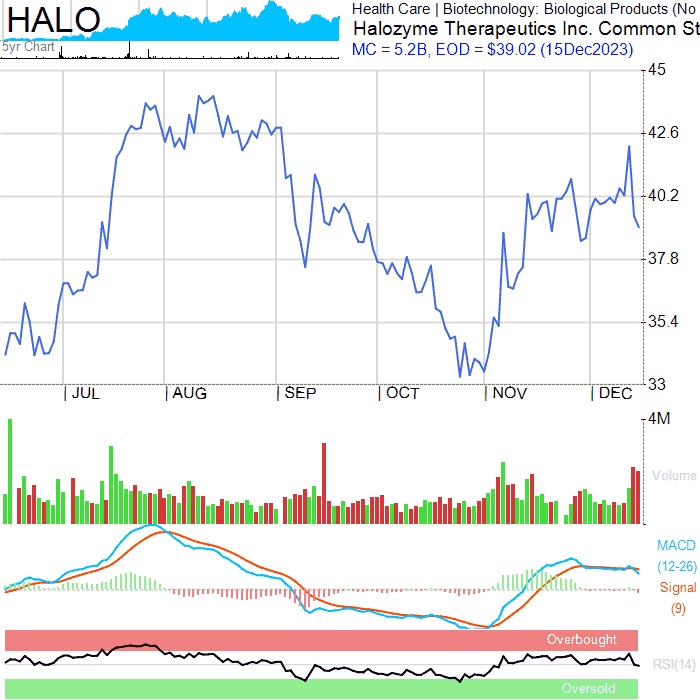 HALO
5yr Chart
Health Care | Biotechnology: Biological Products (No
Halozyme Therapeutics Inc. Common St
MC = 5.2B, EOD = $39.02 (15Dec2023)
45
42.6
40.2
37.8
35.4
33
JUL AUG SEP OCT NOV DEC
4M
Volume
MACD
(12-26)
Signal
(9)
Overbought
RSI(14)
Oversold